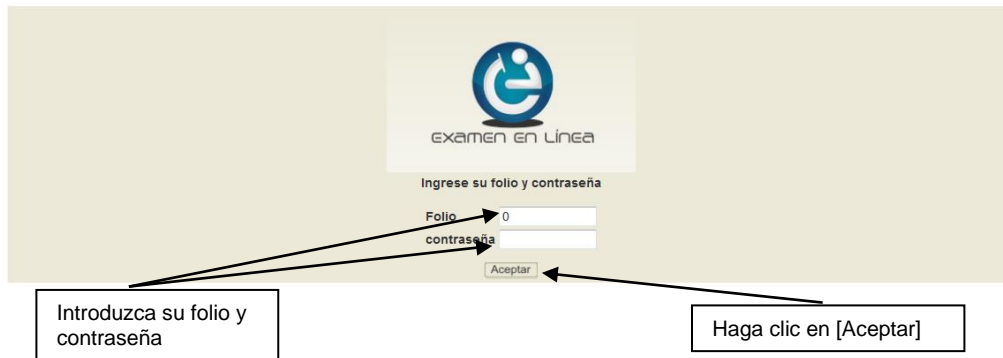 examen en línea
Ingrese su folio y contraseña
Folio 0
contraseña
Aceptar
Introduzca su folio y
contraseña
Haga clic en [Aceptar]